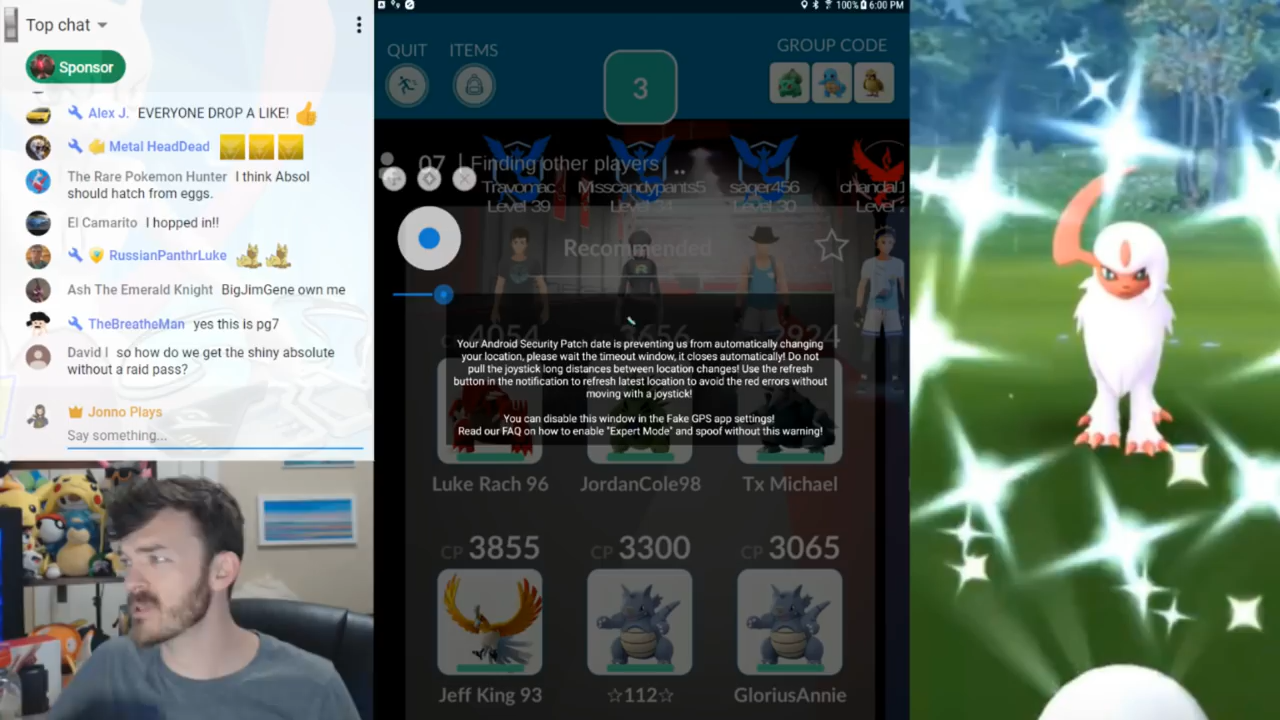 Top chat
Sponsor
Alex J. EVERYONE DROP A LIKE!
Metal HeadDead
The Rare Pokemon Hunter I think Absol
should hatch from eggs.
El Camarito I hopped in!!
RussianPanthrLuke
Ash The Emerald Knight BigJimGene own me
TheBreatheMan yes this is pg7
David I so how do we get the shiny absolute
without a raid pass?
Jonno Plays
Say something...
100% 6:00 PM
QUIT ITEMS
3
GROUP CODE
07 Finding other players ..
Travomac Misscandypants5 sager456
Level 39 Level 31 Level 30 Level
Recommended
4054 3656
Your Android Security Patch date is preventing us from automatically changing
your location, please wait the timeout window, it closes automatically! Do not
pull the joystick long distances between location changes! Use the refresh
button in the notification to refresh latest location to avoid the red errors without
moving with a joystick!
You can disable this window in the Fake GPS app settings!
Read our FAQ on how to enable "Expert Mode" and spoof without this warning!
Luke Rach 96 JordanCole98 Tx Michael
CP 3855 CP 3300 CP 3065
Jeff King 93 ☆112☆ GloriusAnnie